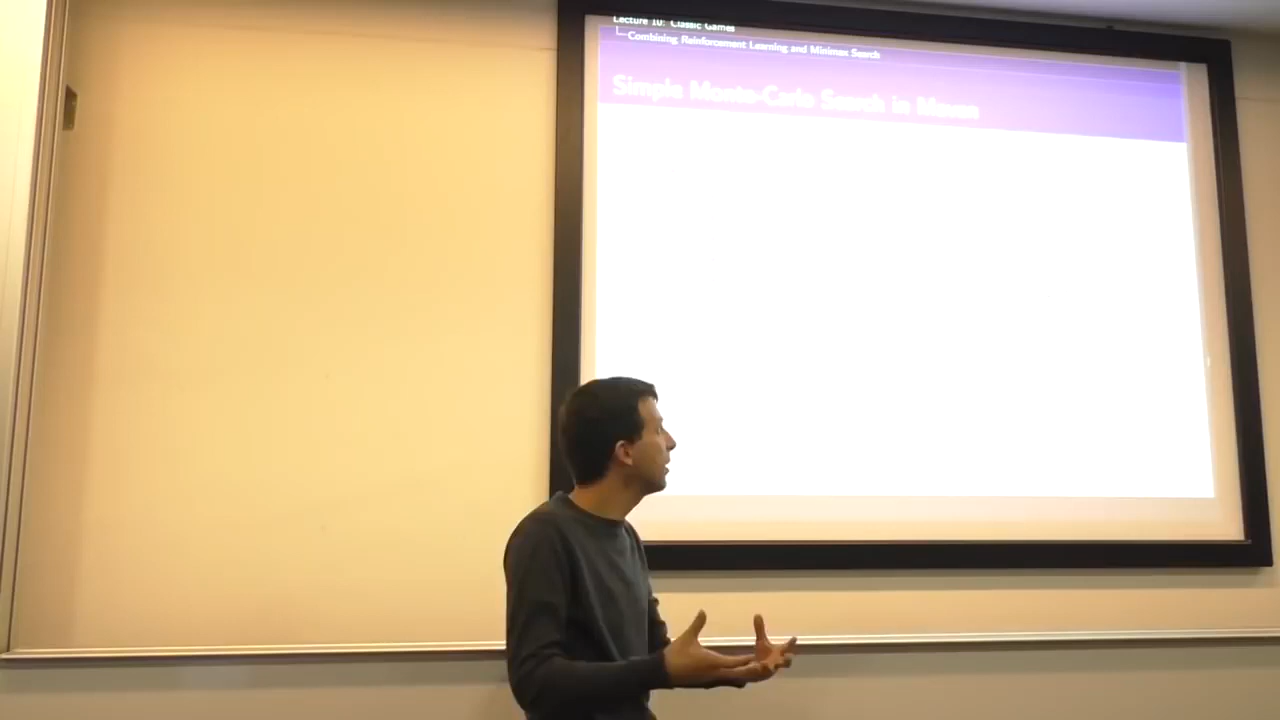 Lecture 10: Classic Games
Combining Reinforcement Learning and Minimax Search
Simple Monte-Carlo Search in Maven